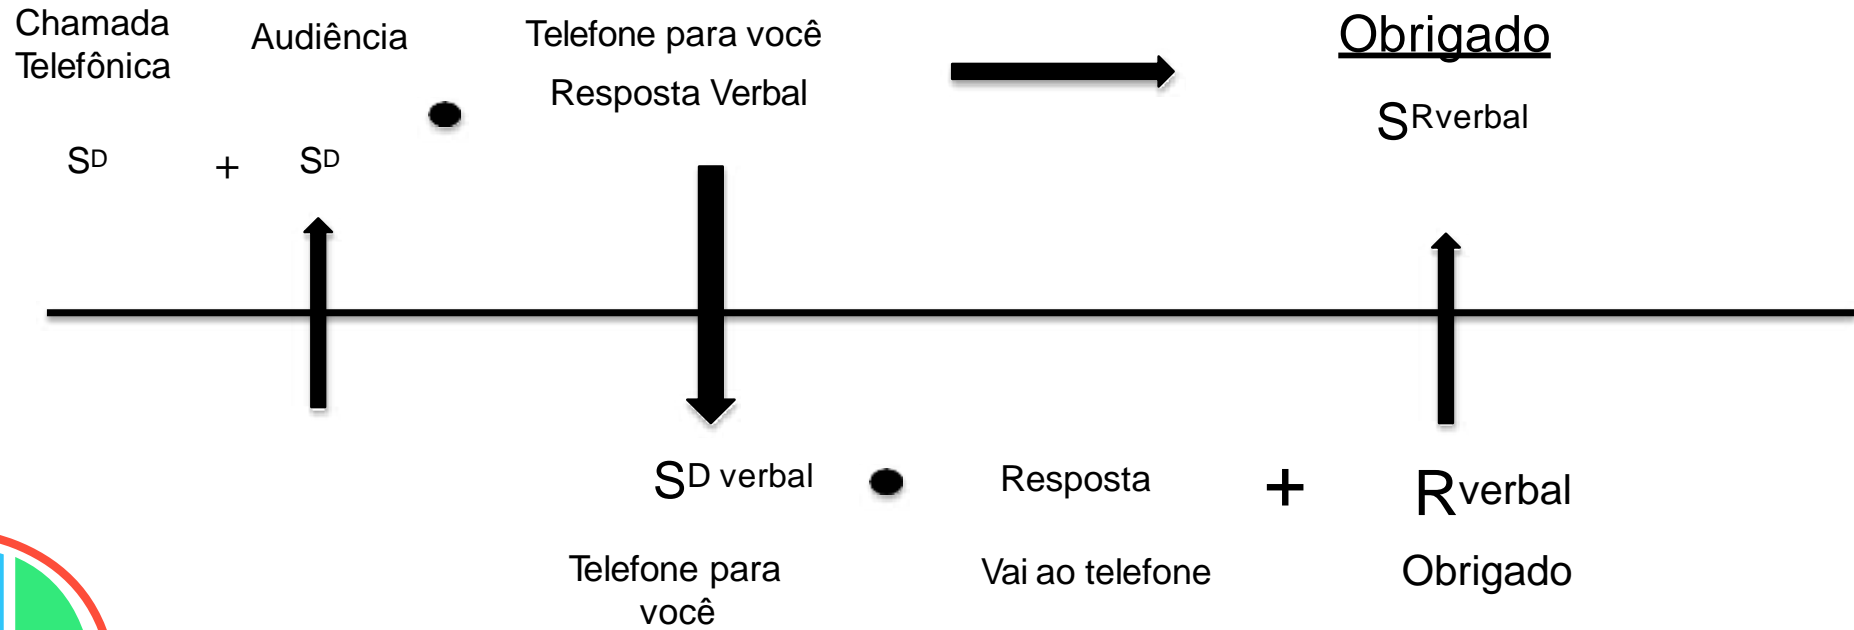 Chamada
Telefônica
Audiência
Telefone para você
Resposta Verbal
Obrigado
SRverbal
SD + SD
SD verbal
Resposta
+
Rverbal
Telefone para
você
Vai ao telefone
Obrigado